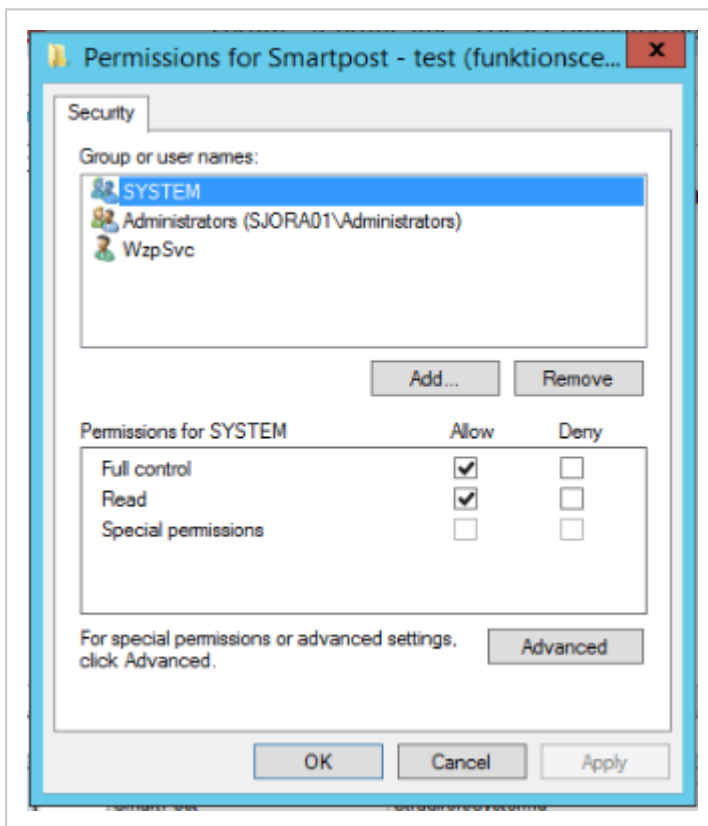 Permissions for Smartpost - test (funktionsce...
Security
Group or user names:
SYSTEM
Administrators (SJORA01\Administrators)
WzpSvc
Add...
Remove
Permissions for SYSTEM Allow Deny
Full control
Read
Special permissions
For special permissions or advanced settings,
click Advanced.
Advanced
OK
Cancel
Apply